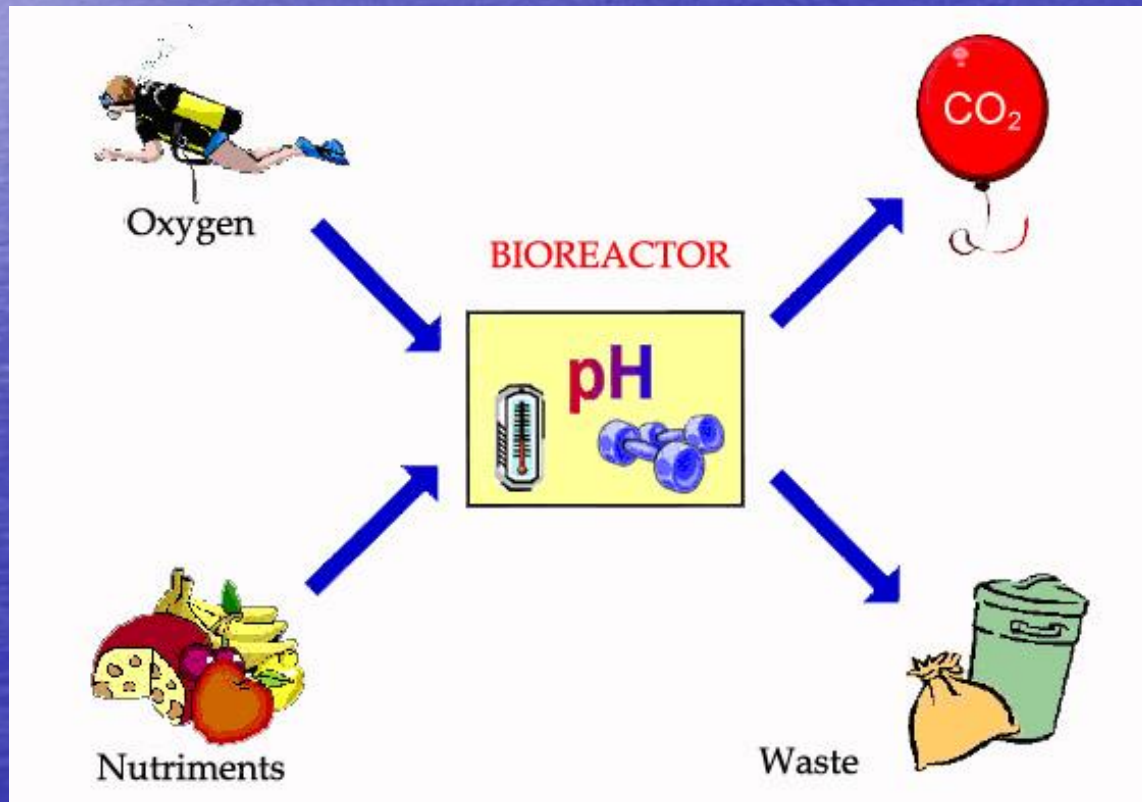 CO₂
Oxygen
BIOREACTOR
pH
Nutriments
Waste